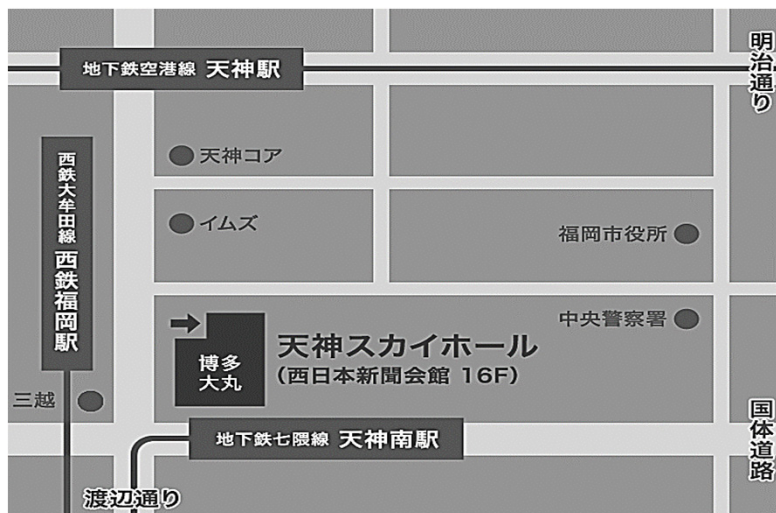 明治通り
地下鉄空港線 天神駅
天神コア
西鉄大牟田線 西鉄福岡駅
イムズ
福岡市役所
中央警察署
天神スカイホール
(西日本新聞会館 16F)
博多
大丸
三越
国体道路
地下鉄七隈線 天神南駅
渡辺通り